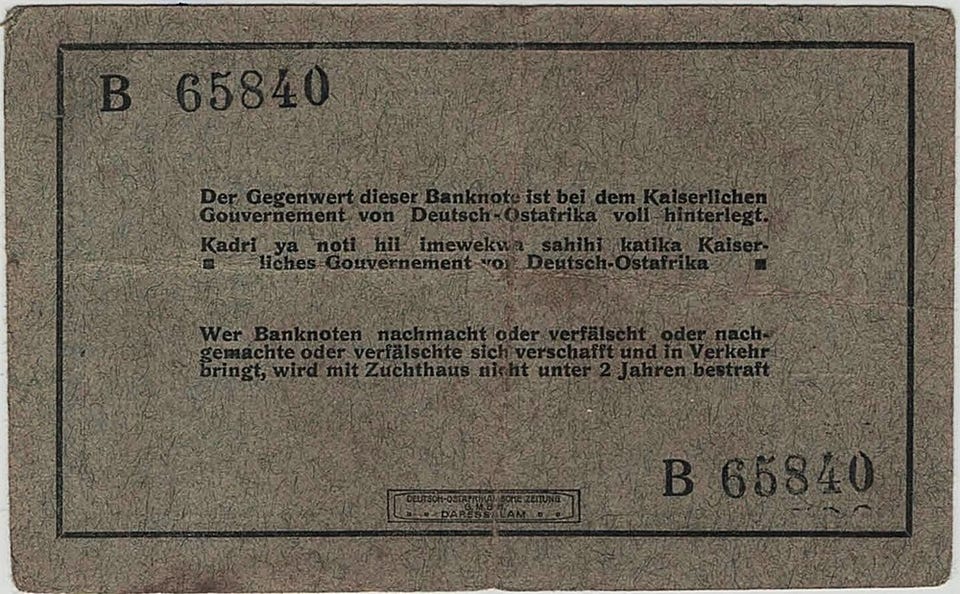 B 65840
Der Gegenwert dieser Banknote ist bei dem Kaiserlichen
Gouvernement von Deutsch-Ostafrika voll hinterlegt.
Kadri ya noti hii imewekwa sahihi katika Kaiser-
liches Gouvernement von Deutsch-Ostafrika
Wer Banknoten nachmacht oder verfälscht oder nach-
gemachte oder verfälschte sich verschafft und in Verkehr
bringt, wird mit Zuchthaus nicht unter 2 Jahren bestraft
B 65840
DEUTSCH-OSTAFRIKANISCHE ZEITUNG
G.M.B.H.
DARESSALAM